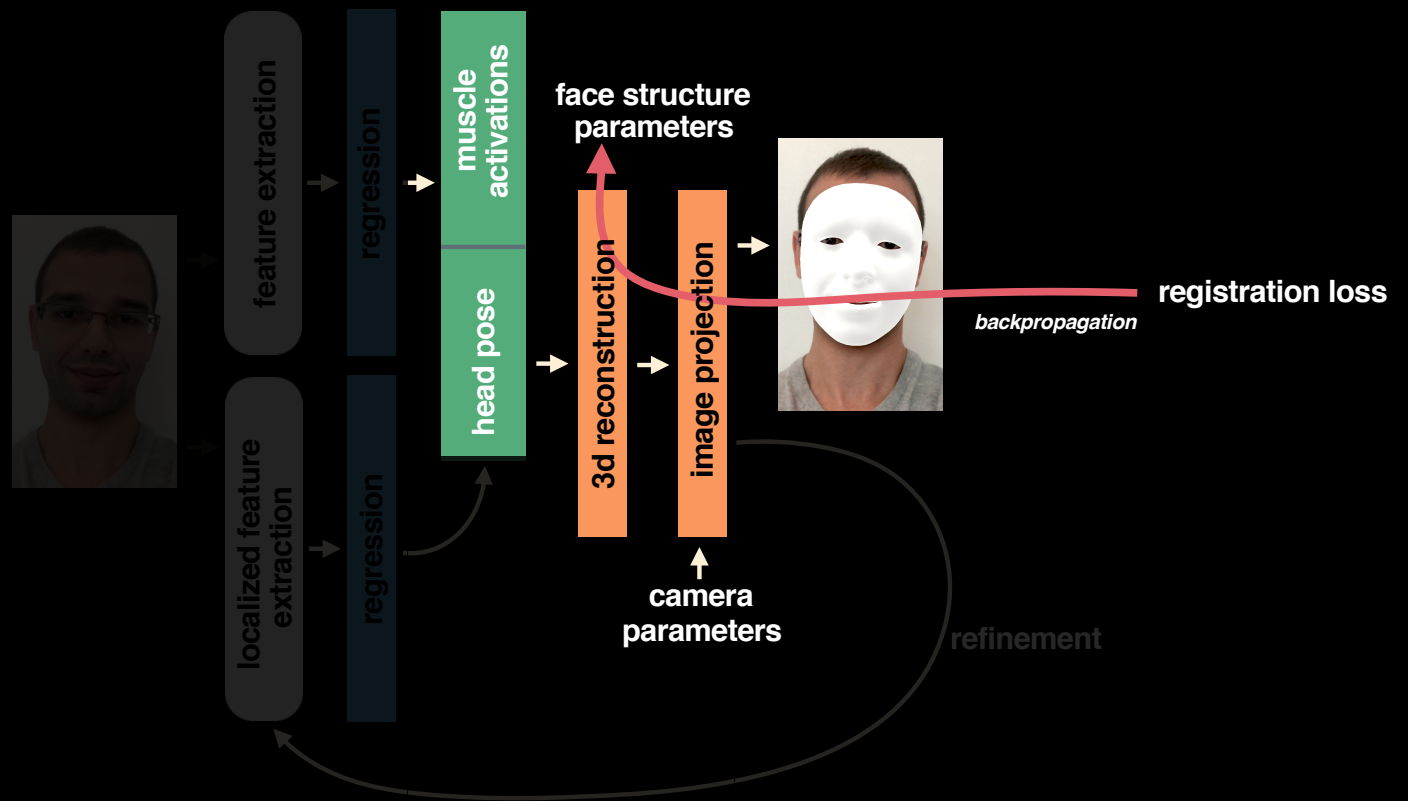 feature extraction
regression
muscle
activations
head pose
localized feature
extraction
regression
face structure
parameters
3d reconstruction
image projection
camera
parameters
registration loss
backpropagation
refinement